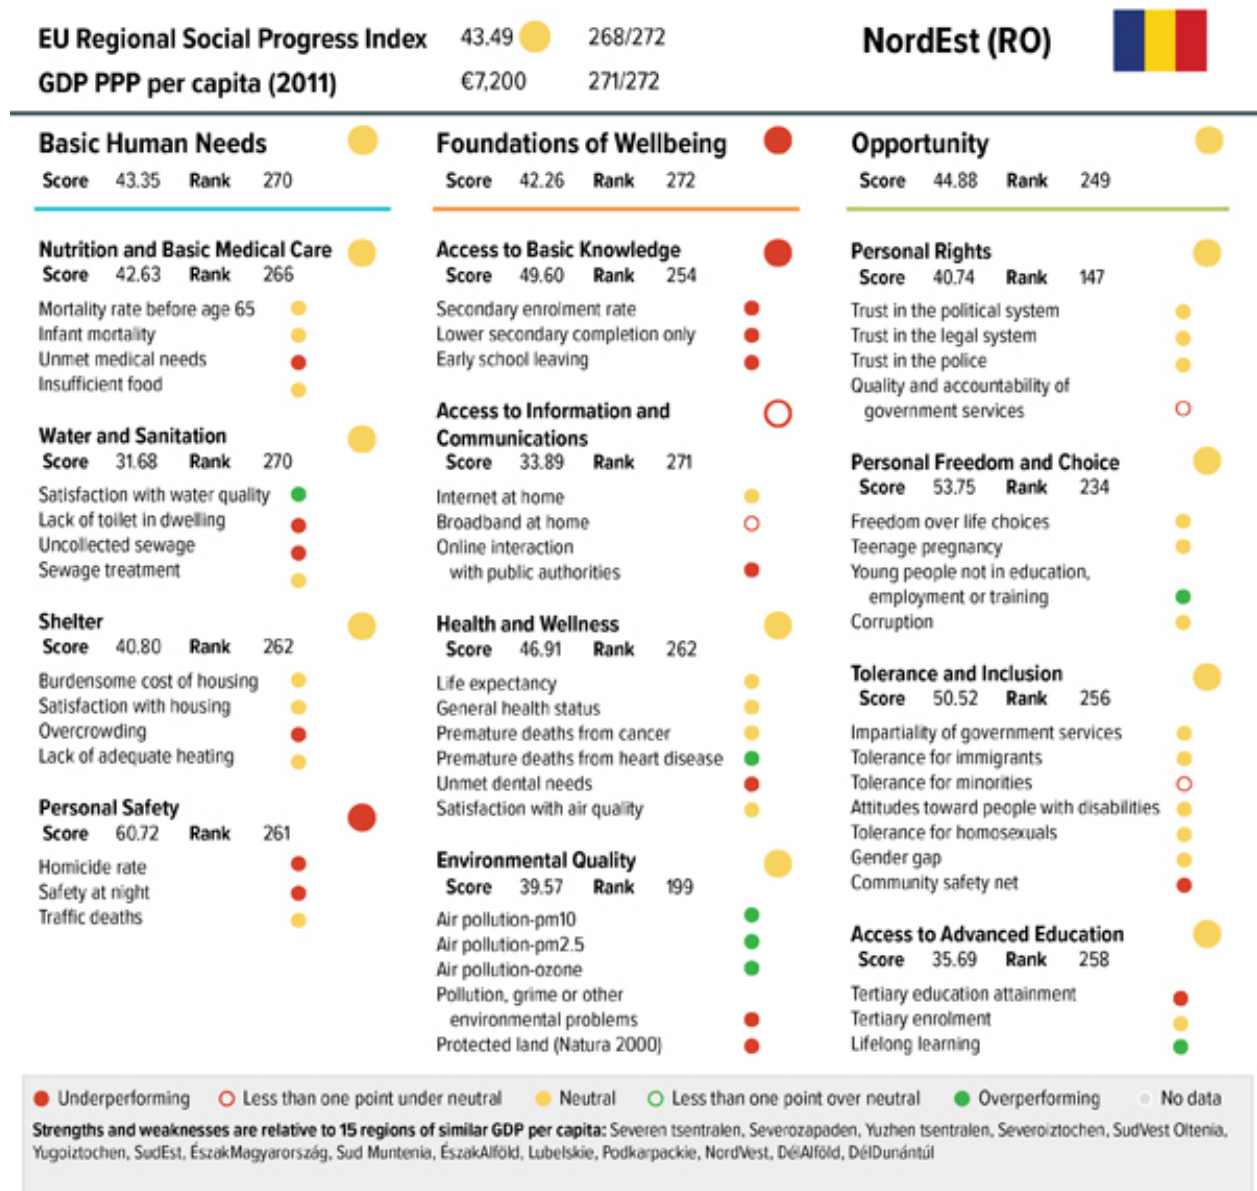 EU Regional Social Progress Index 43.49 268/272
GDP PPP per capita (2011) €7,200 271/272
NordEst (RO)
Basic Human Needs
Score 43.35 Rank 270
Nutrition and Basic Medical Care
Score 42.63 Rank 266
Mortality rate before age 65
Infant mortality
Unmet medical needs
Insufficient food
Water and Sanitation
Score 31.68 Rank 270
Satisfaction with water quality
Lack of toilet in dwelling
Uncollected sewage
Sewage treatment
Shelter
Score 40.80 Rank 262
Burdensome cost of housing
Satisfaction with housing
Overcrowding
Lack of adequate heating
Personal Safety
Score 60.72 Rank 261
Homicide rate
Safety at night
Traffic deaths
Foundations of Wellbeing
Score 42.26 Rank 272
Access to Basic Knowledge
Score 49.60 Rank 254
Secondary enrolment rate
Lower secondary completion only
Early school leaving
Access to Information and
Communications
Score 33.89 Rank 271
Internet at home
Broadband at home
Online interaction
with public authorities
Health and Wellness
Score 46.91 Rank 262
Life expectancy
General health status
Premature deaths from cancer
Premature deaths from heart disease
Unmet dental needs
Satisfaction with air quality
Environmental Quality
Score 39.57 Rank 199
Air pollution-pm10
Air pollution-pm2.5
Air pollution-ozone
Pollution, grime or other
environmental problems
Protected land (Natura 2000)
Opportunity
Score 44.88 Rank 249
Personal Rights
Score 40.74 Rank 147
Trust in the political system
Trust in the legal system
Trust in the police
Quality and accountability of
government services
Personal Freedom and Choice
Score 53.75 Rank 234
Freedom over life choices
Teenage pregnancy
Young people not in education,
employment or training
Corruption
Tolerance and Inclusion
Score 50.52 Rank 256
Impartiality of government services
Tolerance for immigrants
Tolerance for minorities
Attitudes toward people with disabilities
Tolerance for homosexuals
Gender gap
Community safety net
Access to Advanced Education
Score 35.69 Rank 258
Tertiary education attainment
Tertiary enrolment
Lifelong learning
Underperforming Less than one point under neutral Neutral Less than one point over neutral Overperforming No data
Strengths and weaknesses are relative to 15 regions of similar GDP per capita: Severen tsentralen, Severozapaden, Yuzhen tsentralen, Severoiztochen, SudVest Oltenia,
Yugoiztochen, SudEst, ÉszakMagyarország, Sud Muntenia, ÉszakAlföld, Lubelskie, Podkarpackie, NordVest, DélAlföld, DélDunántúl